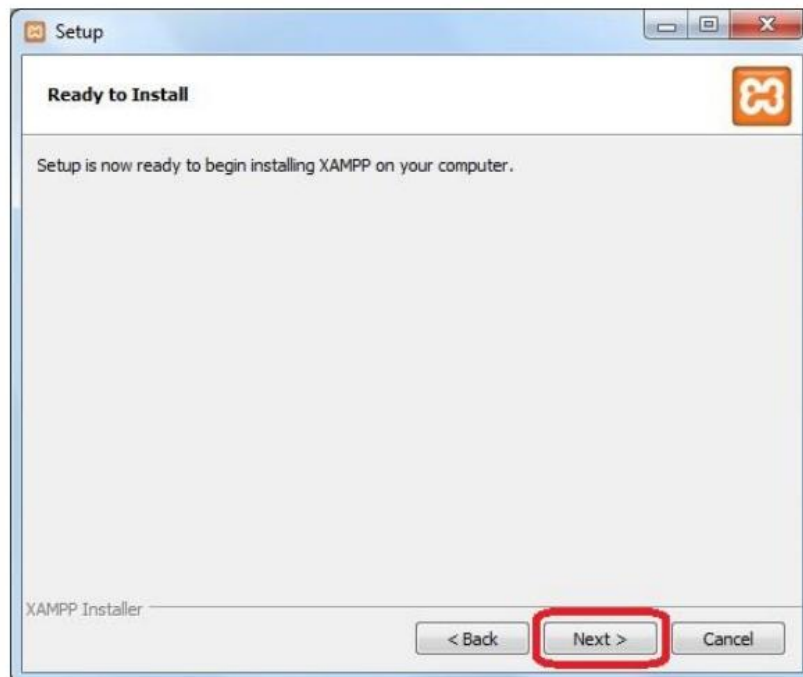 Setup
Ready to Install
Setup is now ready to begin installing XAMPP on your computer.
XAMPP Installer
< Back
Next >
Cancel